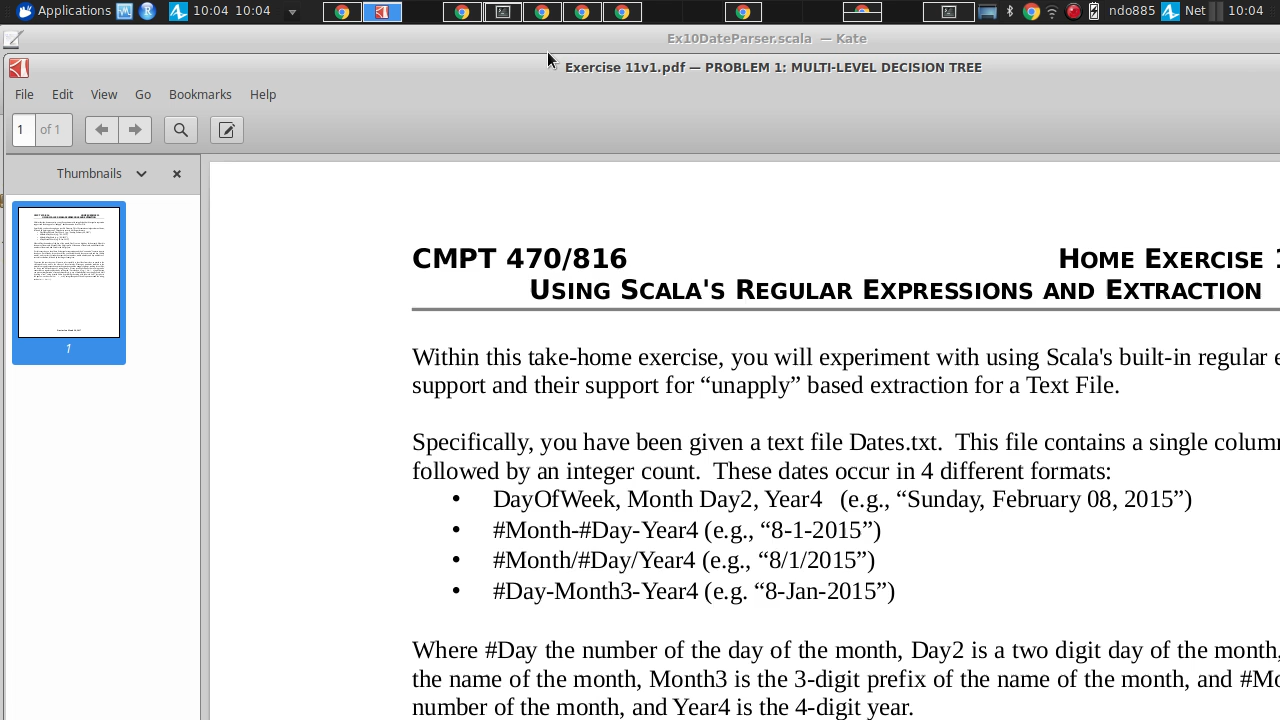 Applications 10:04 10:04 ndo885 Net 10:04
Ex10DateParser.scala — Kate
Exercise 11v1.pdf — PROBLEM 1: MULTI-LEVEL DECISION TREE
File Edit View Go Bookmarks Help
1 of 1
Thumbnails
1
CMPT 470/816 HOME EXERCISE 1
USING SCALA'S REGULAR EXPRESSIONS AND EXTRACTION
Within this take-home exercise, you will experiment with using Scala's built-in regular e
support and their support for “unapply” based extraction for a Text File.
Specifically, you have been given a text file Dates.txt. This file contains a single colum
followed by an integer count. These dates occur in 4 different formats:
• DayOfWeek, Month Day2, Year4 (e.g., “Sunday, February 08, 2015”)
• #Month-#Day-Year4 (e.g., “8-1-2015”)
• #Month/#Day/Year4 (e.g., “8/1/2015”)
• #Day-Month3-Year4 (e.g. “8-Jan-2015”)
Where #Day the number of the day of the month, Day2 is a two digit day of the month,
the name of the month, Month3 is the 3-digit prefix of the name of the month, and #Mo
number of the month, and Year4 is the 4-digit year.